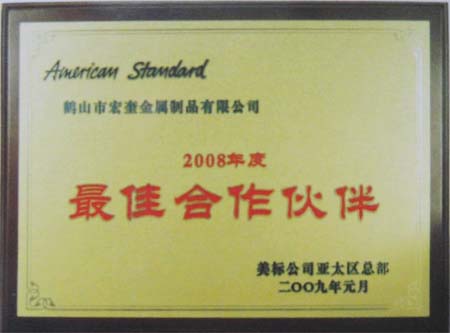 American Standard
鹤山市宏奎金属制品有限公司
2008年度
最佳合作伙伴
美标公司亚太区总部
二〇〇九年元月